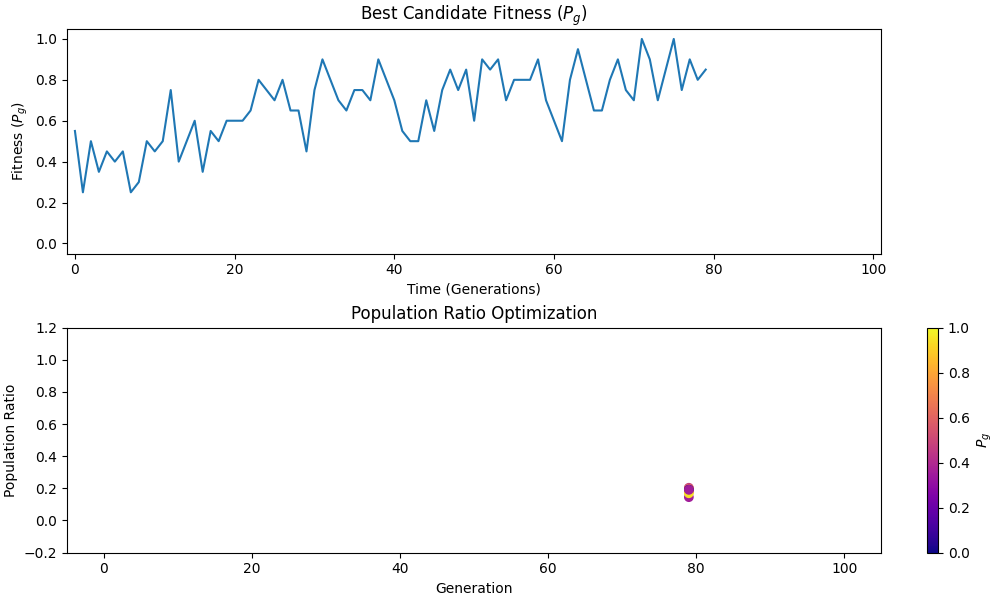 Best Candidate Fitness (P_g)
1.0
0.8
0.6
0.4
0.2
0.0
Fitness (P_g)
0 20 40 60 80 100
Time (Generations)
Population Ratio Optimization
1.2
1.0
0.8
0.6
0.4
0.2
0.0
−0.2
Population Ratio
0 20 40 60 80 100
Generation
1.0
0.8
0.6
0.4
0.2
0.0
P_g